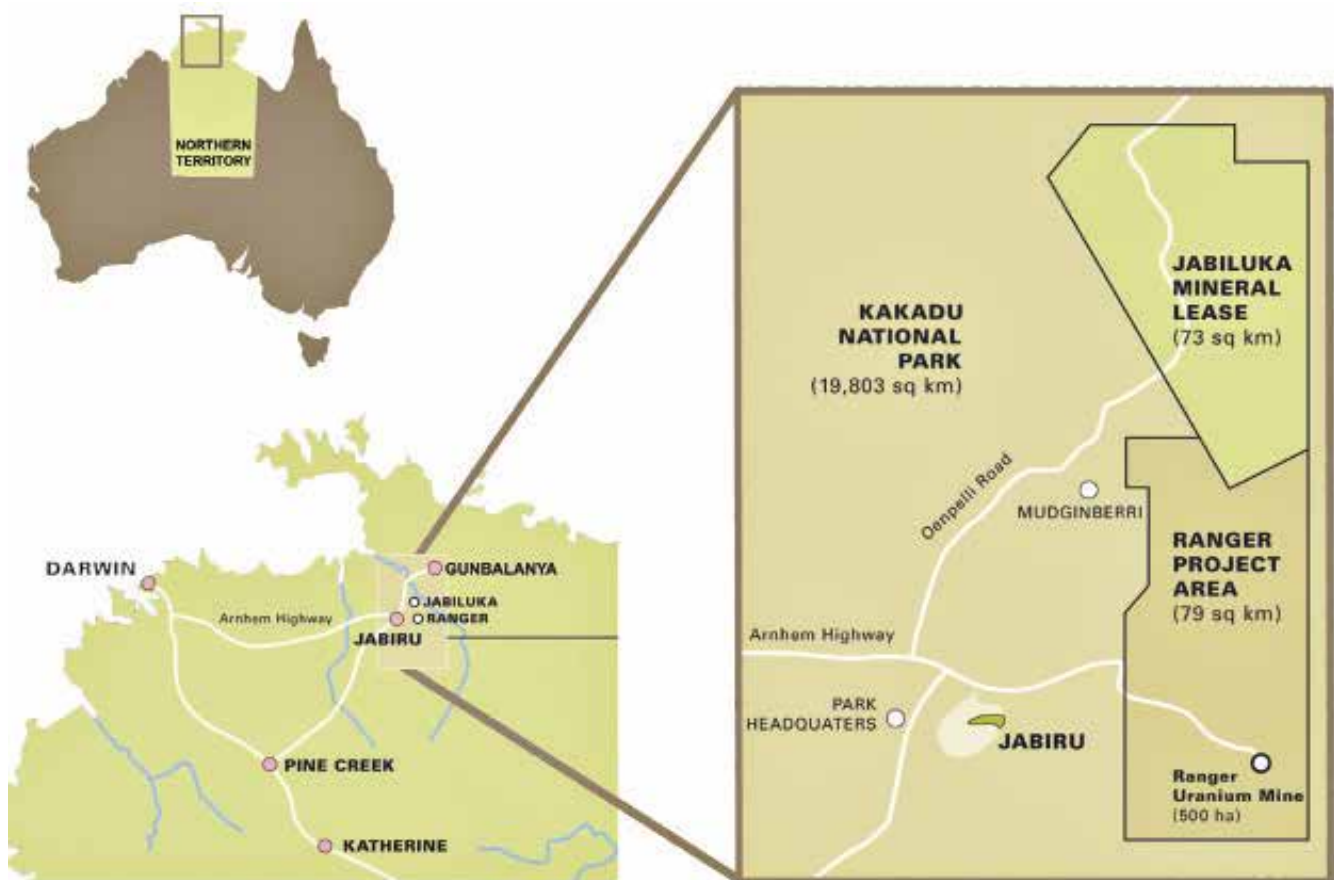 NORTHERN
TERRITORY
DARWIN
Arnhem Highway
GUNBALANYA
JABILUKA
RANGER
JABIRU
PINE CREEK
KATHERINE
KAKADU
NATIONAL
PARK
(19,803 sq km)
JABILUKA
MINERAL
LEASE
(73 sq km)
Oenpelli Road
MUDGINBERRI
RANGER
PROJECT
AREA
(79 sq km)
Arnhem Highway
PARK
HEADQUATERS
JABIRU
Ranger
Uranium Mine
(500 ha)